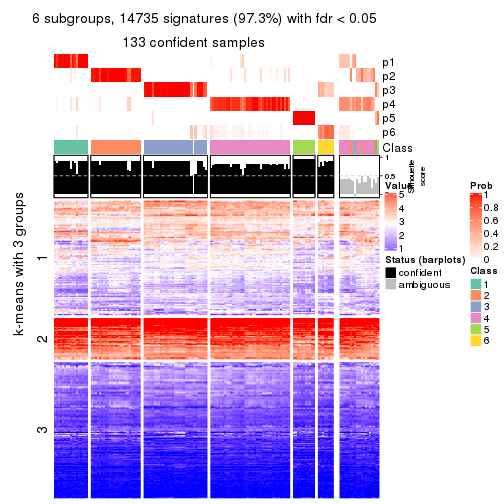 6 subgroups, 14735 signatures (97.3%) with fdr < 0.05
133 confident samples
p1
p2
p3
p4
p5
p6
Class
1
0.5
0
Silhouette
score
k-means with 3 groups
1
2
3
Value
5
4
3
2
1
Status (barplots)
confident
ambiguous
Prob
1
0.8
0.6
0.4
0.2
0
Class
1
2
3
4
5
6